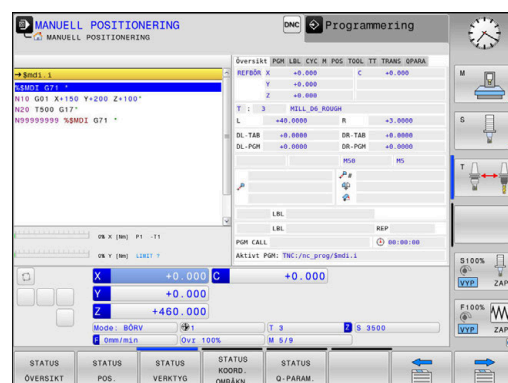 MANUELL POSITIONERING
MANUELL POSITIONERING
DNC
Programmering
→$mdi.i
%$MDI G71 *
N10 G01 X+150 Y+200 Z+100*
N20 T500 G17*
N99999999 %$MDI G71 *
Översikt PGM LBL CYC M POS TOOL TT TRANS QPARA
REFBÖR X +0.000 C +0.000
Y +0.000
Z +0.000
T : 3 MILL_D6_ROUGH
L +40.0000 R +3.0000
DL-TAB +0.0000 DR-TAB +0.0000
DL-PGM +0.0000 DR-PGM +0.0000
M50 M5
P#
LBL
LBL REP
PGM CALL 00:00:00
Aktivt PGM: TNC:/nc_prog/$mdi.i
0% X [Nm] P1 -T1
0% Y [Nm] LIMIT ?
X +0.000 C +0.000
Y +0.000
Z +460.000
Mode: BÖRV 1 T 3 Z S 3500
F 0mm/min Ovr 100% M 5/9
M
S
T
S100%
VYP ZAP
F100%
VYP ZAP
STATUS ÖVERSIKT
STATUS POS.
STATUS VERKTYG
STATUS KOORD. OMRÄKN.
STATUS Q-PARAM.